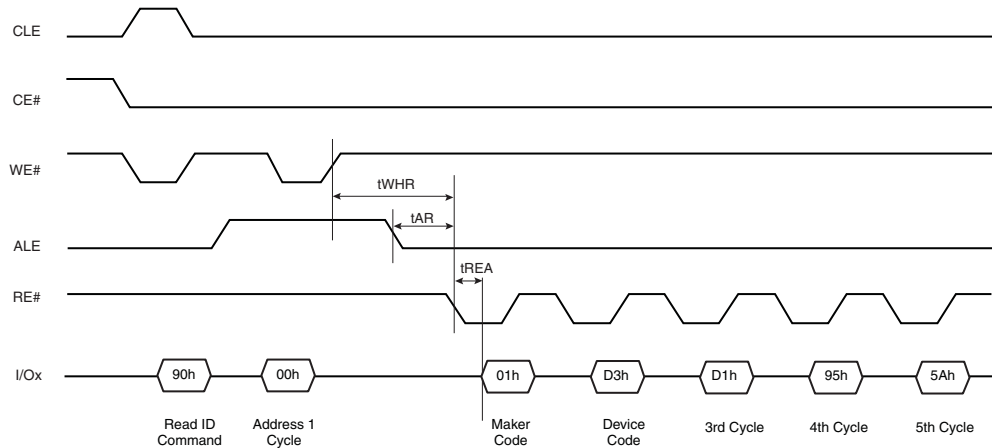 CLE
CE#
WE#
tWHR
tAR
ALE
tREA
RE#
I/Ox
90h
00h
01h
D3h
D1h
95h
5Ah
Read ID
Command
Address 1
Cycle
Maker
Code
Device
Code
3rd Cycle
4th Cycle
5th Cycle